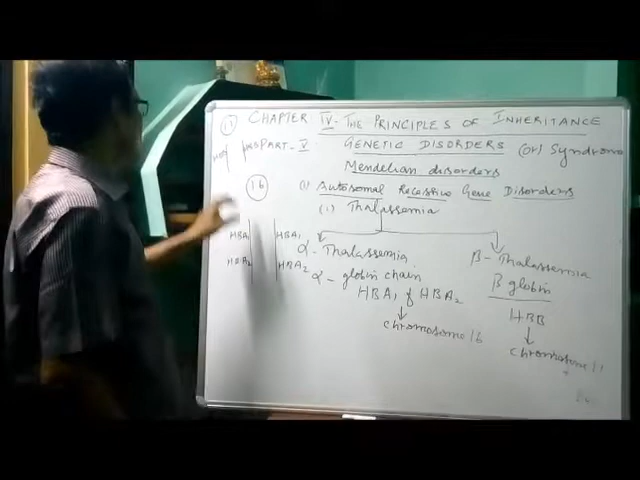 CHAPTER IV - THE PRINCIPLES OF INHERITANCE
PART - V GENETIC DISORDERS (or) Syndrome
Mendelian disorders
16 Autosomal Recessive Gene Disorders
(i) Thalassemia
HBA1 HBA1 α - Thalassemia β - Thalassemia
HBA2 HBA2 α - globin chain β globin
HBA1 & HBA2 HBB
chromosome 16
chromosome 11